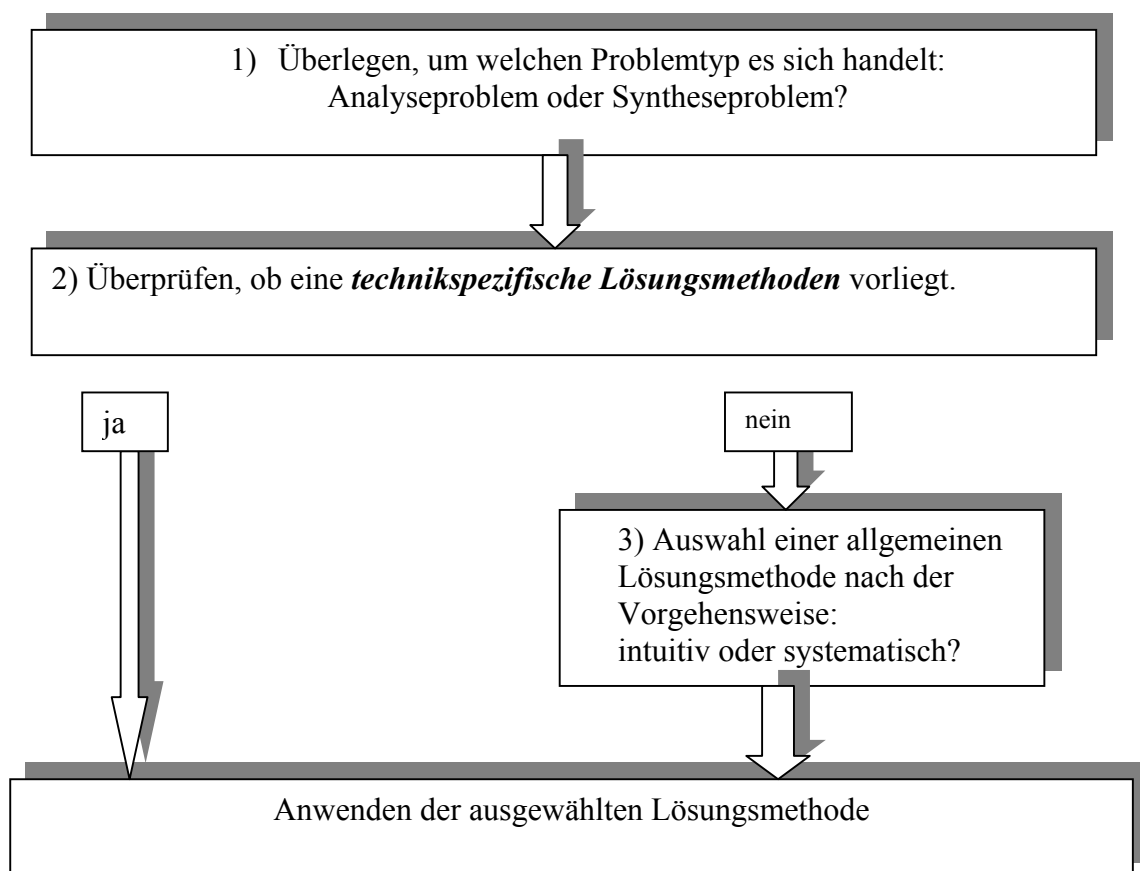 1) Überlegen, um welchen Problemtyp es sich handelt:
Analyseproblem oder Syntheseproblem?
2) Überprüfen, ob eine technikspezifische Lösungsmethoden vorliegt.
ja
nein
3) Auswahl einer allgemeinen
Lösungsmethode nach der
Vorgehensweise:
intuitiv oder systematisch?
Anwenden der ausgewählten Lösungsmethode